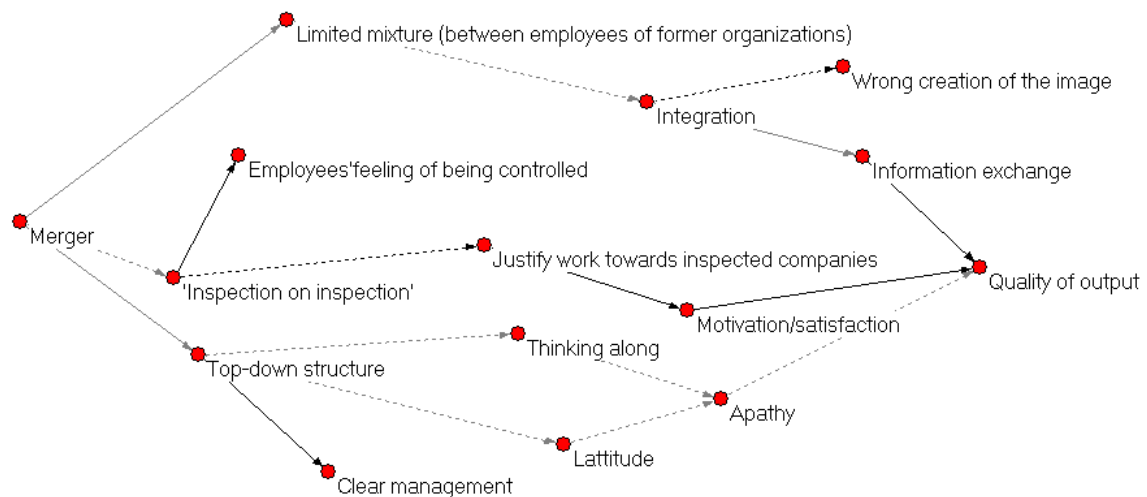 Limited mixture (between employees of former organizations)
Wrong creation of the image
Integration
Employees'feeling of being controlled
Information exchange
Merger
Justify work towards inspected companies
'Inspection on inspection'
Quality of output
Motivation/satisfaction
Thinking along
Top-down structure
Apathy
Lattitude
Clear management